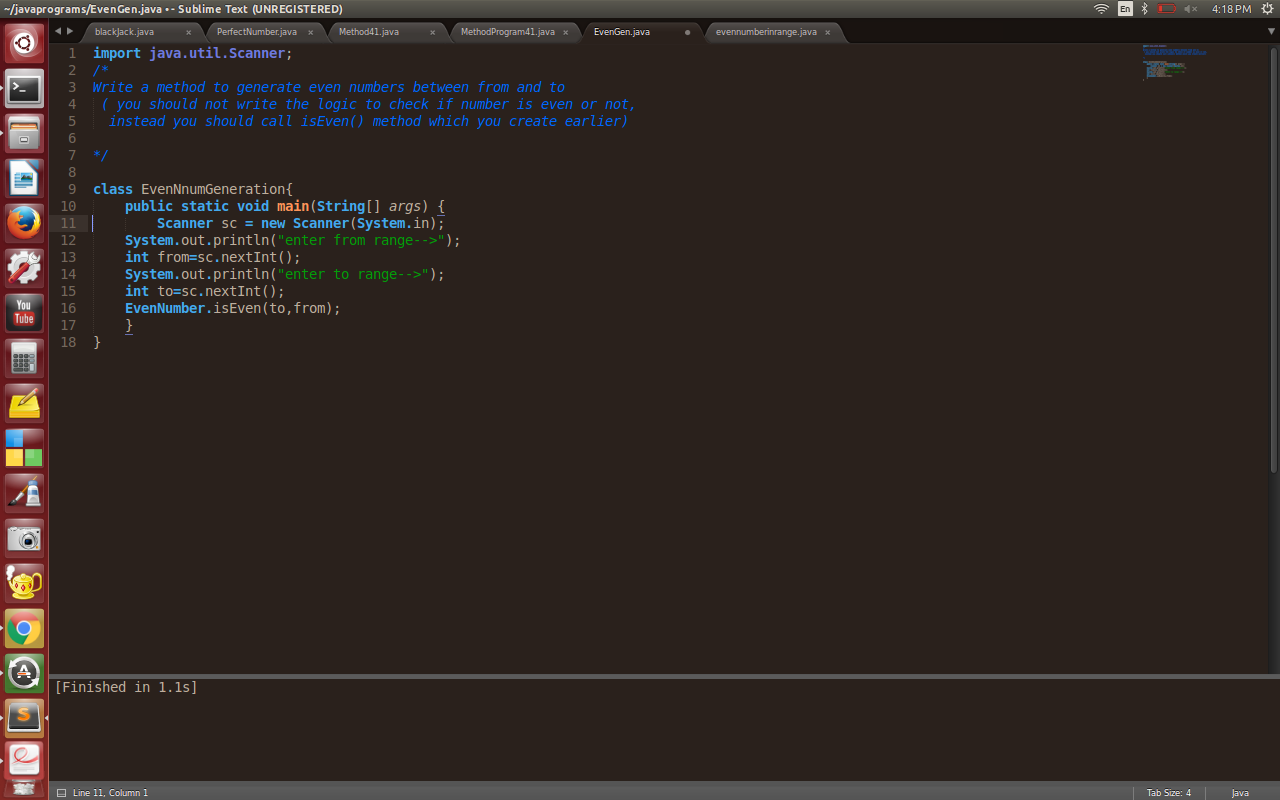 ~/javaprograms/EvenGen.java •- Sublime Text (UNREGISTERED)
En
4:18 PM
blackJack.java × PerfectNumber.java × Method41.java × MethodProgram41.java × EvenGen.java evennumberinrange.java ×
1 import java.util.Scanner;
2 /*
3 Write a method to generate even numbers between from and to
4 ( you should not write the logic to check if number is even or not,
5 instead you should call isEven() method which you create earlier)
6
7 */
8
9 class EvenNnumGeneration{
10 public static void main(String[] args) {
11 Scanner sc = new Scanner(System.in);
12 System.out.println("enter from range-->");
13 int from=sc.nextInt();
14 System.out.println("enter to range-->");
15 int to=sc.nextInt();
16 EvenNumber.isEven(to,from);
17 }
18 }
You
Tube
[Finished in 1.1s]
Line 11, Column 1
Tab Size: 4
Java